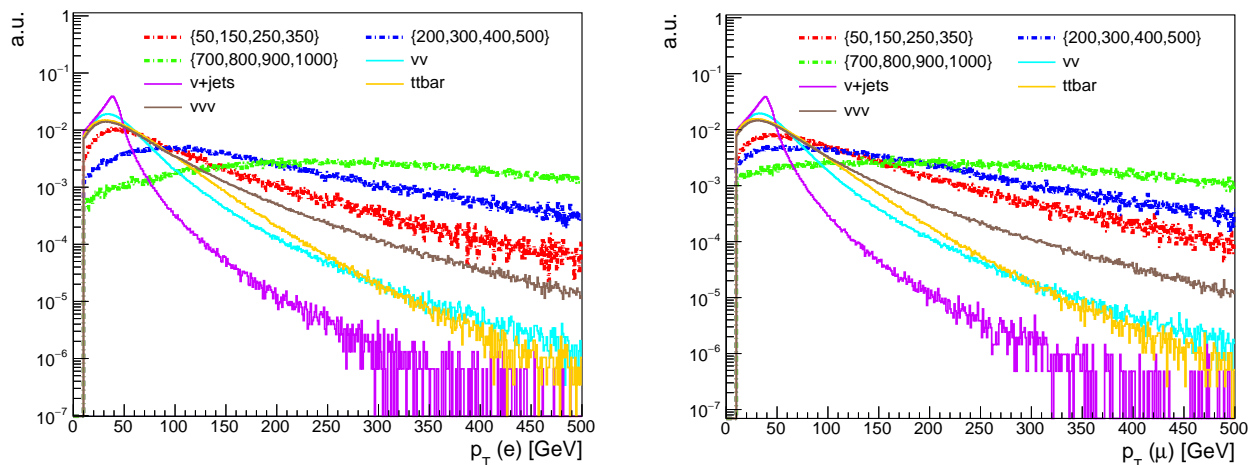 a.u.
1
10⁻¹
10⁻²
10⁻³
10⁻⁴
10⁻⁵
10⁻⁶
10⁻⁷
{50,150,250,350} {200,300,400,500}
{700,800,900,1000} vv
v+jets ttbar
vvv
0 50 100 150 200 250 300 350 400 450 500
p_T (e) [GeV]
a.u.
1
10⁻¹
10⁻²
10⁻³
10⁻⁴
10⁻⁵
10⁻⁶
10⁻⁷
{50,150,250,350} {200,300,400,500}
{700,800,900,1000} vv
v+jets ttbar
vvv
0 50 100 150 200 250 300 350 400 450 500
p_T (μ) [GeV]